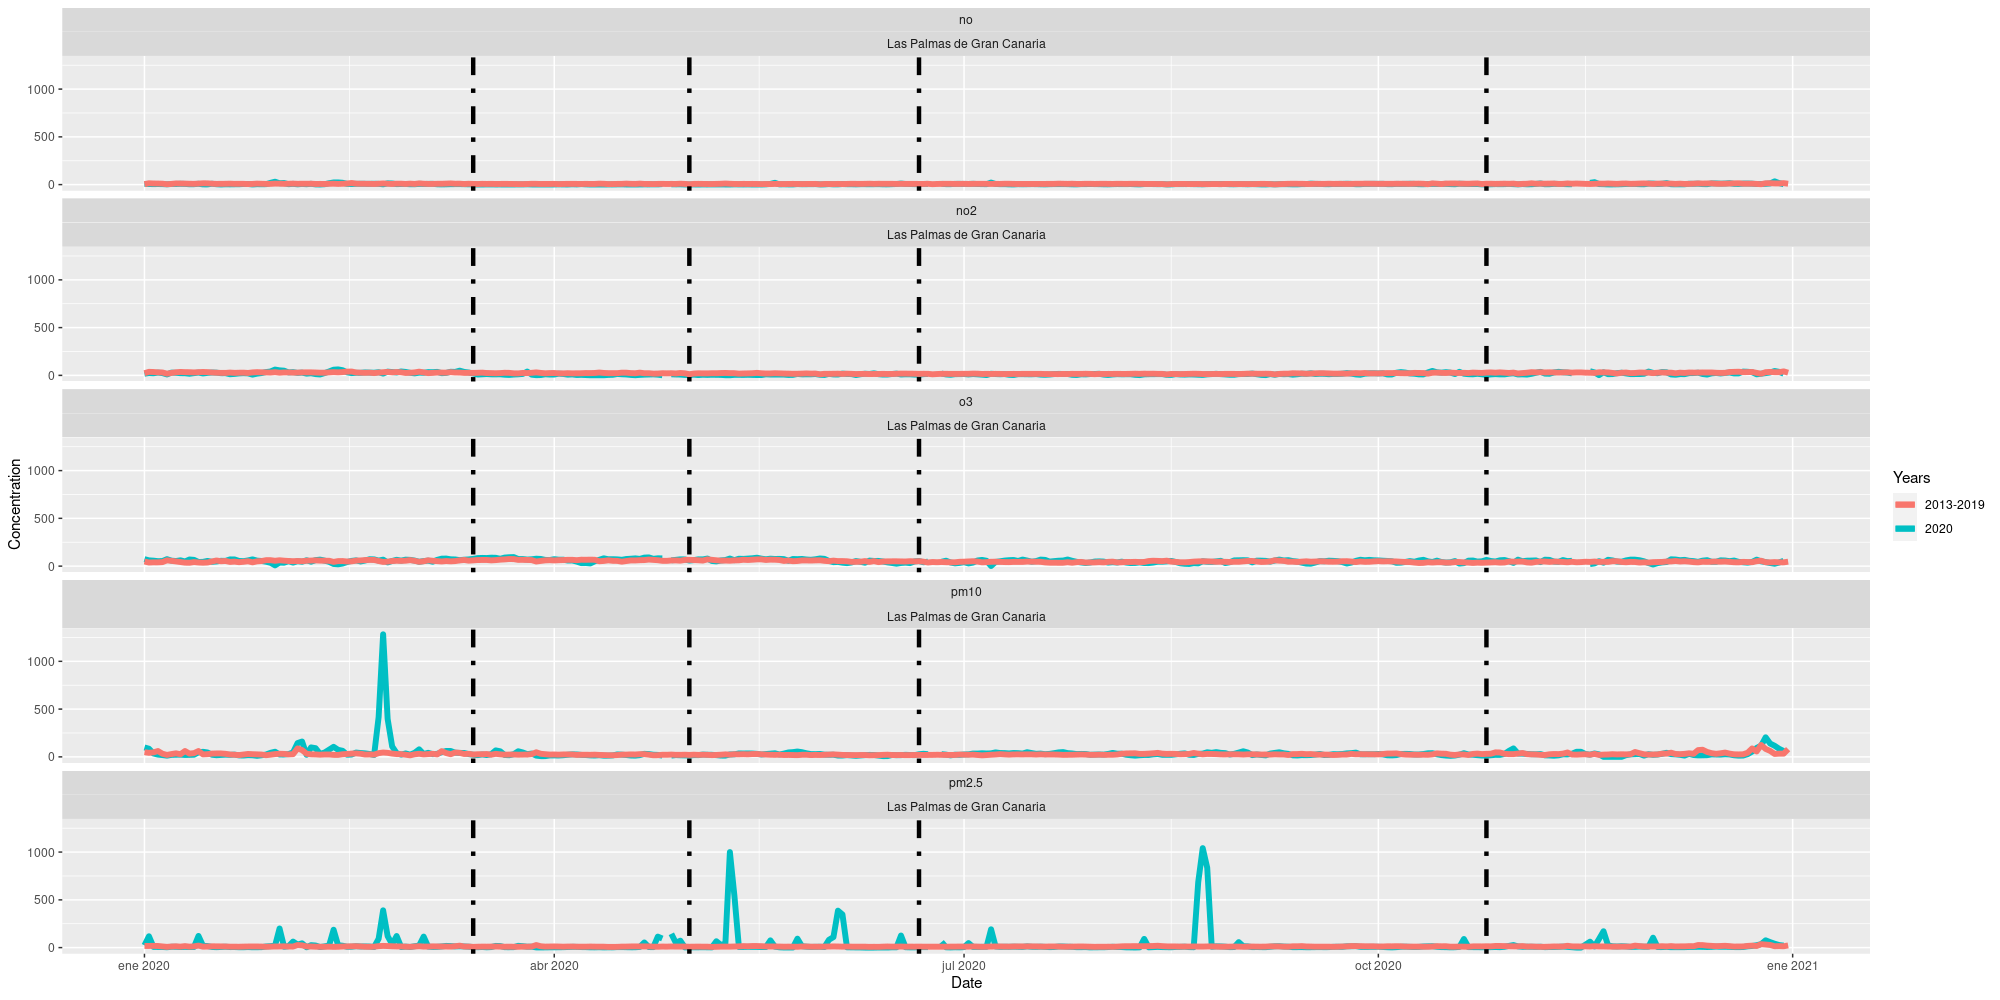 no
Las Palmas de Gran Canaria
1000
500
0
no2
Las Palmas de Gran Canaria
1000
500
0
o3
Las Palmas de Gran Canaria
1000
500
0
pm10
Las Palmas de Gran Canaria
1000
500
0
pm2.5
Las Palmas de Gran Canaria
1000
500
0
ene 2020
abr 2020
jul 2020
oct 2020
ene 2021
Date
Concentration
Years
2013-2019
2020